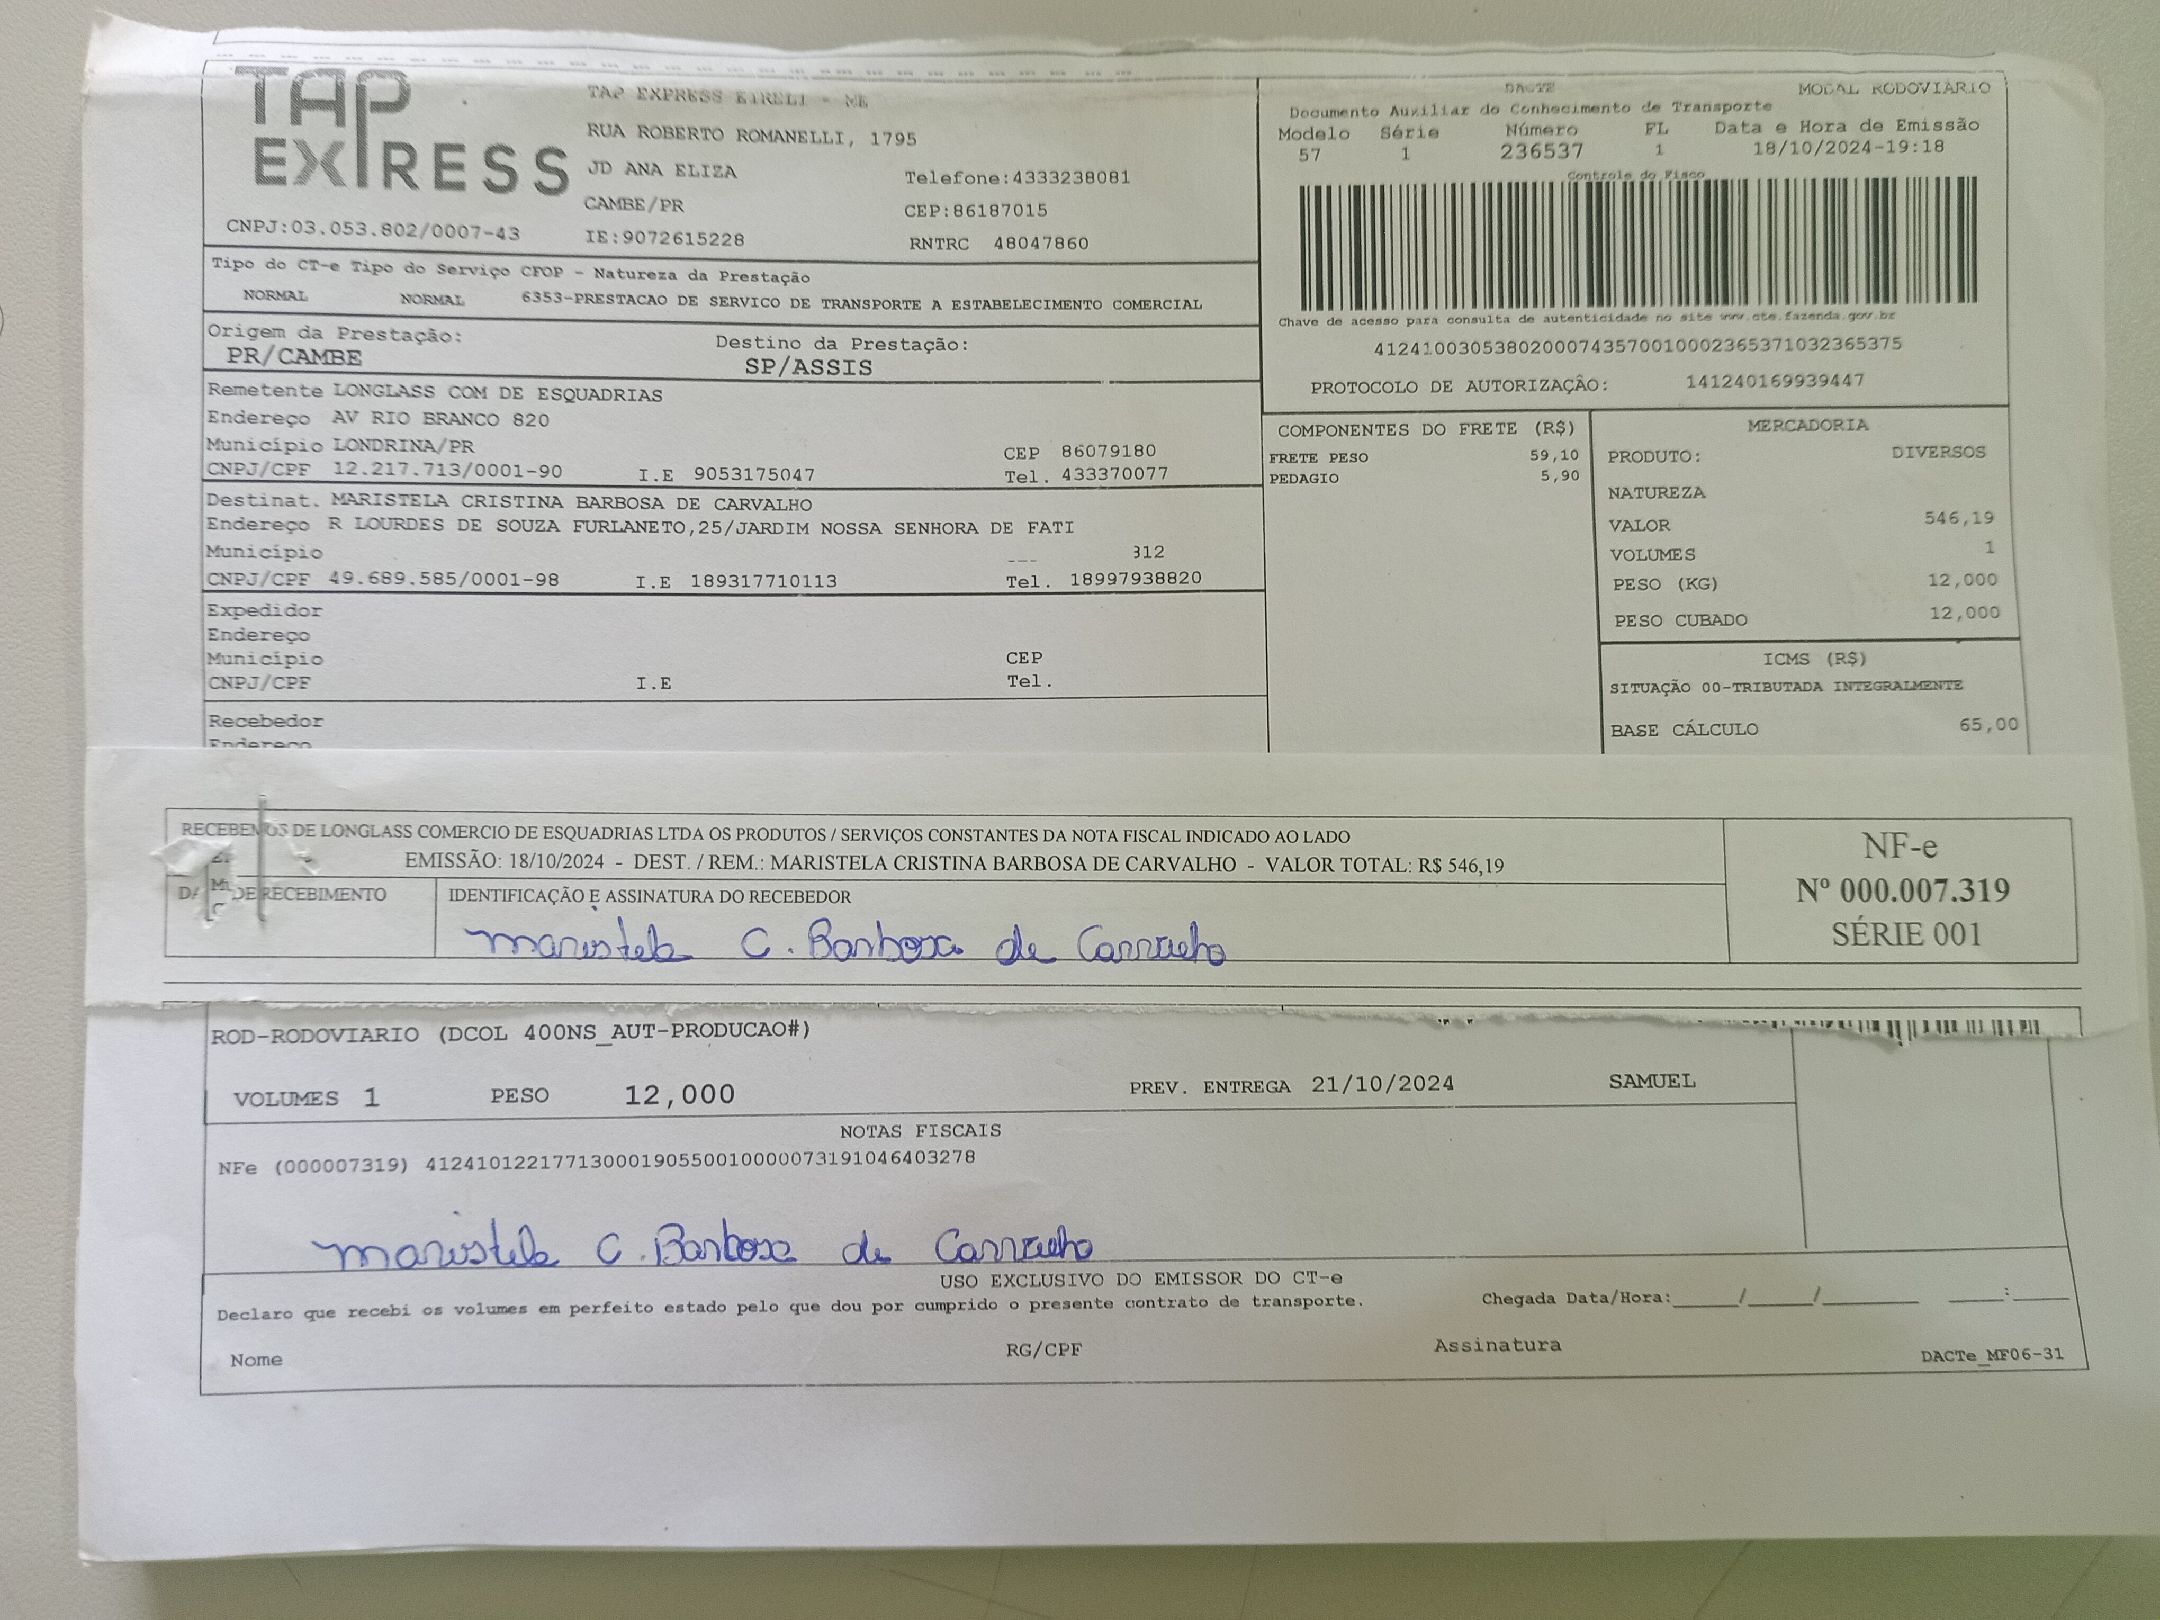 TAP
EXPRESS
TAP EXPRESS EIRELI - ME
RUA ROBERTO ROMANELLI, 1795
JD ANA ELIZA
Telefone:4333238081
CAMBE/PR
CEP:86187015
CNPJ:03.053.802/0007-43
IE:9072615228
RNTRC 48047860
DACTE
MODAL RODOVIÁRIO
Documento Auxiliar do Conhecimento de Transporte
Modelo Série Número FL Data e Hora de Emissão
57 1 236537 1 18/10/2024-19:18
Controle do Fisco
Chave de acesso para consulta de autenticidade no site www.cte.fazenda.gov.br
41241003053802000743570010002365371032365375
PROTOCOLO DE AUTORIZAÇÃO: 141240169939447
Tipo do CT-e Tipo do Serviço CFOP - Natureza da Prestação
NORMAL NORMAL 6353-PRESTACAO DE SERVICO DE TRANSPORTE A ESTABELECIMENTO COMERCIAL
Origem da Prestação: Destino da Prestação:
PR/CAMBE SP/ASSIS
Remetente LONGLASS COM DE ESQUADRIAS
Endereço AV RIO BRANCO 820
Município LONDRINA/PR CEP 86079180
CNPJ/CPF 12.217.713/0001-90 I.E 9053175047 Tel. 433370077
Destinat. MARISTELA CRISTINA BARBOSA DE CARVALHO
Endereço R LOURDES DE SOUZA FURLANETO,25/JARDIM NOSSA SENHORA DE FATI
Município 312
CNPJ/CPF 49.689.585/0001-98 I.E 189317710113 Tel. 18997938820
Expedidor
Endereço
Município CEP
CNPJ/CPF I.E Tel.
Recebedor
Endereço
COMPONENTES DO FRETE (R$)
FRETE PESO 59,10
PEDAGIO 5,90
MERCADORIA
PRODUTO: DIVERSOS
NATUREZA
VALOR 546,19
VOLUMES 1
PESO (KG) 12,000
PESO CUBADO 12,000
ICMS (R$)
SITUAÇÃO 00-TRIBUTADA INTEGRALMENTE
BASE CÁLCULO 65,00
RECEBEMOS DE LONGLASS COMERCIO DE ESQUADRIAS LTDA OS PRODUTOS / SERVIÇOS CONSTANTES DA NOTA FISCAL INDICADO AO LADO
EMISSÃO: 18/10/2024 - DEST. / REM.: MARISTELA CRISTINA BARBOSA DE CARVALHO - VALOR TOTAL: R$ 546,19
DE RECEBIMENTO
IDENTIFICAÇÃO E ASSINATURA DO RECEBEDOR
Maristela C. Barbosa de Carvalho
NF-e
Nº 000.007.319
SÉRIE 001
ROD-RODOVIARIO (DCOL 400NS_AUT-PRODUCAO#)
VOLUMES 1 PESO 12,000 PREV. ENTREGA 21/10/2024 SAMUEL
NOTAS FISCAIS
NFe (000007319) 41241012217713000190550010000073191046403278
Maristela C. Barbosa de Carvalho
USO EXCLUSIVO DO EMISSOR DO CT-e
Declaro que recebi os volumes em perfeito estado pelo que dou por cumprido o presente contrato de transporte.
Chegada Data/Hora:_____/_____/_______ ____:____
Nome RG/CPF Assinatura
DACTe_MF06-31